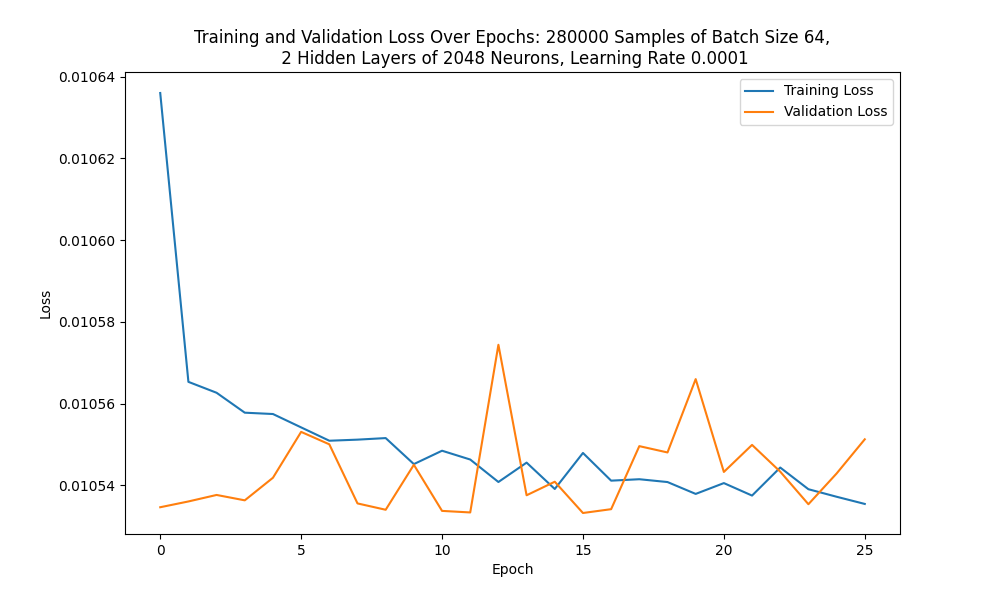 Training and Validation Loss Over Epochs: 280000 Samples of Batch Size 64,
2 Hidden Layers of 2048 Neurons, Learning Rate 0.0001
Training Loss
Validation Loss
Loss
0.01064
0.01062
0.01060
0.01058
0.01056
0.01054
0 5 10 15 20 25
Epoch